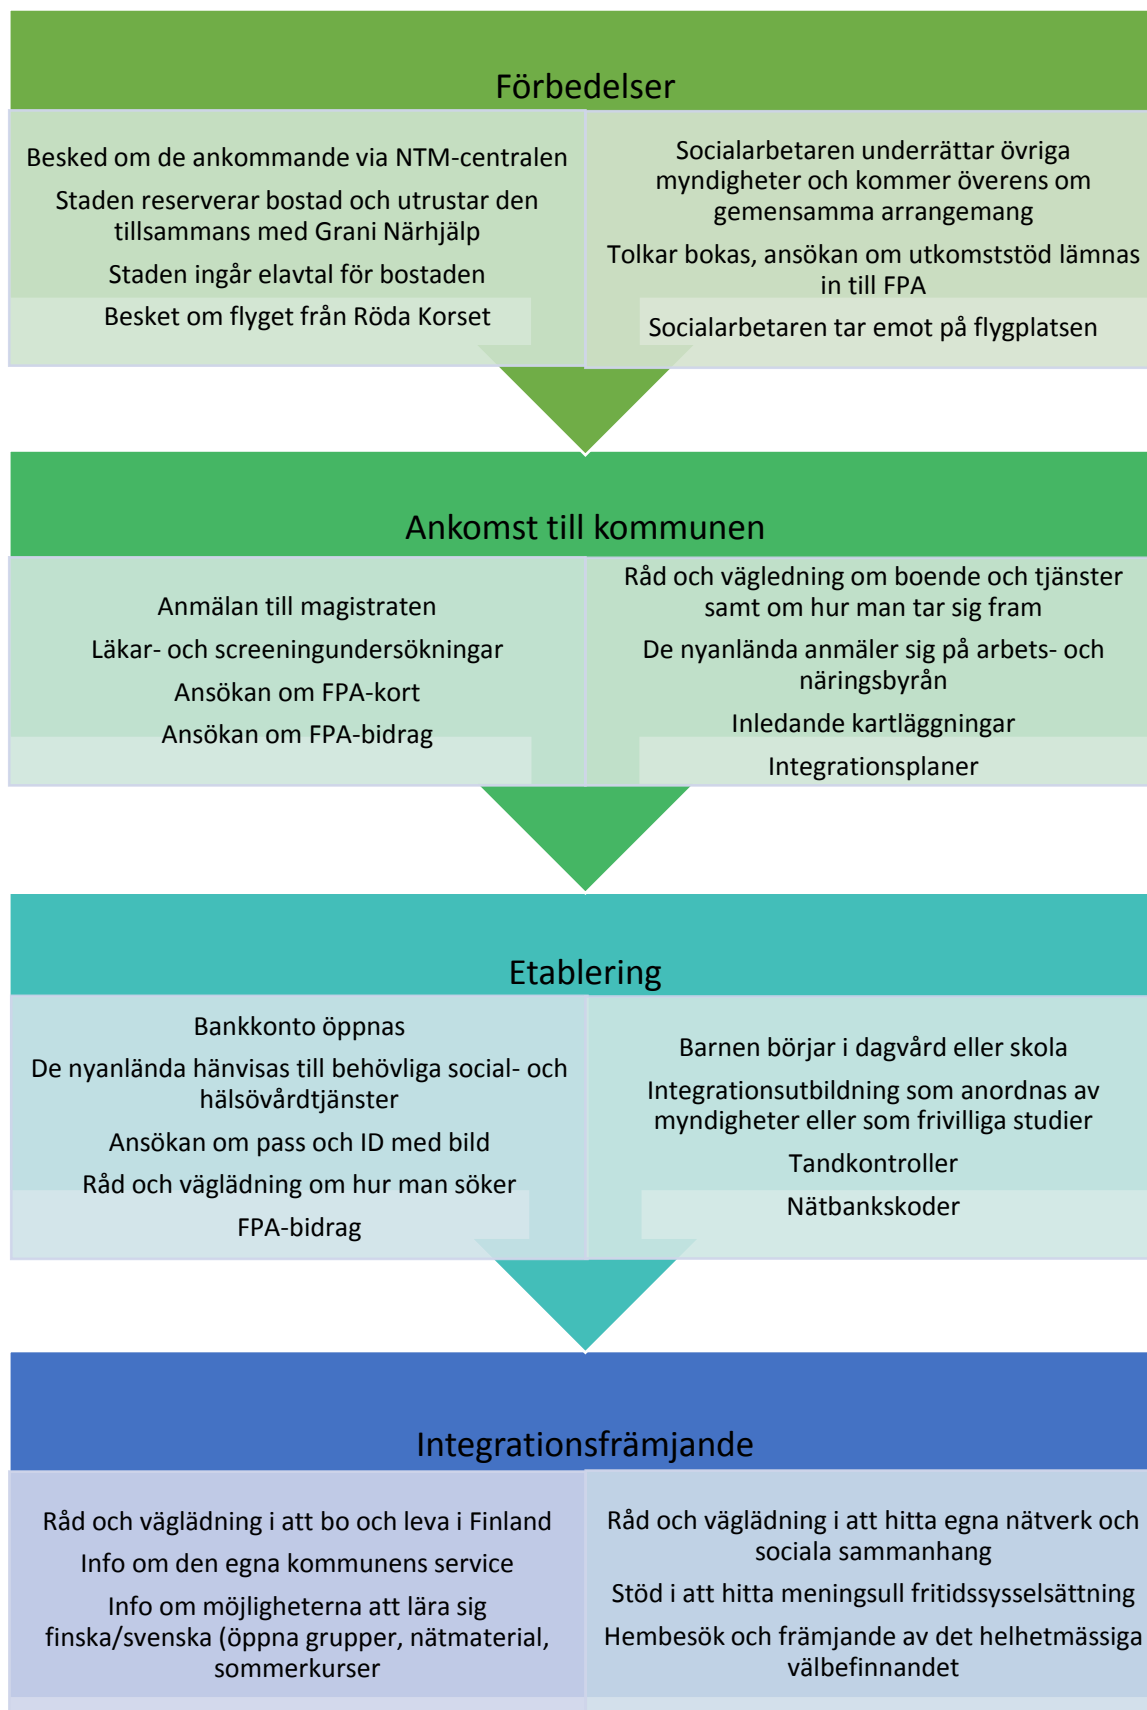 Förbedelser
Besked om de ankommande via NTM-centralen
Staden reserverar bostad och utrustar den
tillsammans med Grani Närhjälp
Staden ingår elavtal för bostaden
Besket om flyget från Röda Korset
Socialarbetaren underrättar övriga
myndigheter och kommer överens om
gemensamma arrangemang
Tolkar bokas, ansökan om utkomststöd lämnas
in till FPA
Socialarbetaren tar emot på flygplatsen
Ankomst till kommunen
Anmälan till magistraten
Läkar- och screeningundersökningar
Ansökan om FPA-kort
Ansökan om FPA-bidrag
Råd och vägledning om boende och tjänster
samt om hur man tar sig fram
De nyanlända anmäler sig på arbets- och
näringsbyrån
Inledande kartläggningar
Integrationsplaner
Etablering
Bankkonto öppnas
De nyanlända hänvisas till behövliga social- och
hälsövårdtjänster
Ansökan om pass och ID med bild
Råd och väglädning om hur man söker
FPA-bidrag
Barnen börjar i dagvård eller skola
Integrationsutbildning som anordnas av
myndigheter eller som frivilliga studier
Tandkontroller
Nätbankskoder
Integrationsfrämjande
Råd och väglädning i att bo och leva i Finland
Info om den egna kommunens service
Info om möjligheterna att lära sig
finska/svenska (öppna grupper, nätmaterial,
sommerkurser
Råd och väglädning i att hitta egna nätverk och
sociala sammanhang
Stöd i att hitta meningsull fritidssysselsättning
Hembesök och främjande av det helhetmässiga
välbefinnandet